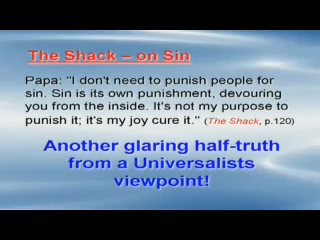 The Shack – on Sin
Papa: "I don't need to punish people for
sin. Sin is its own punishment, devouring
you from the inside. It's not my purpose to
punish it; it's my joy cure it." (The Shack, p.120)
Another glaring half-truth
from a Universalists
viewpoint!